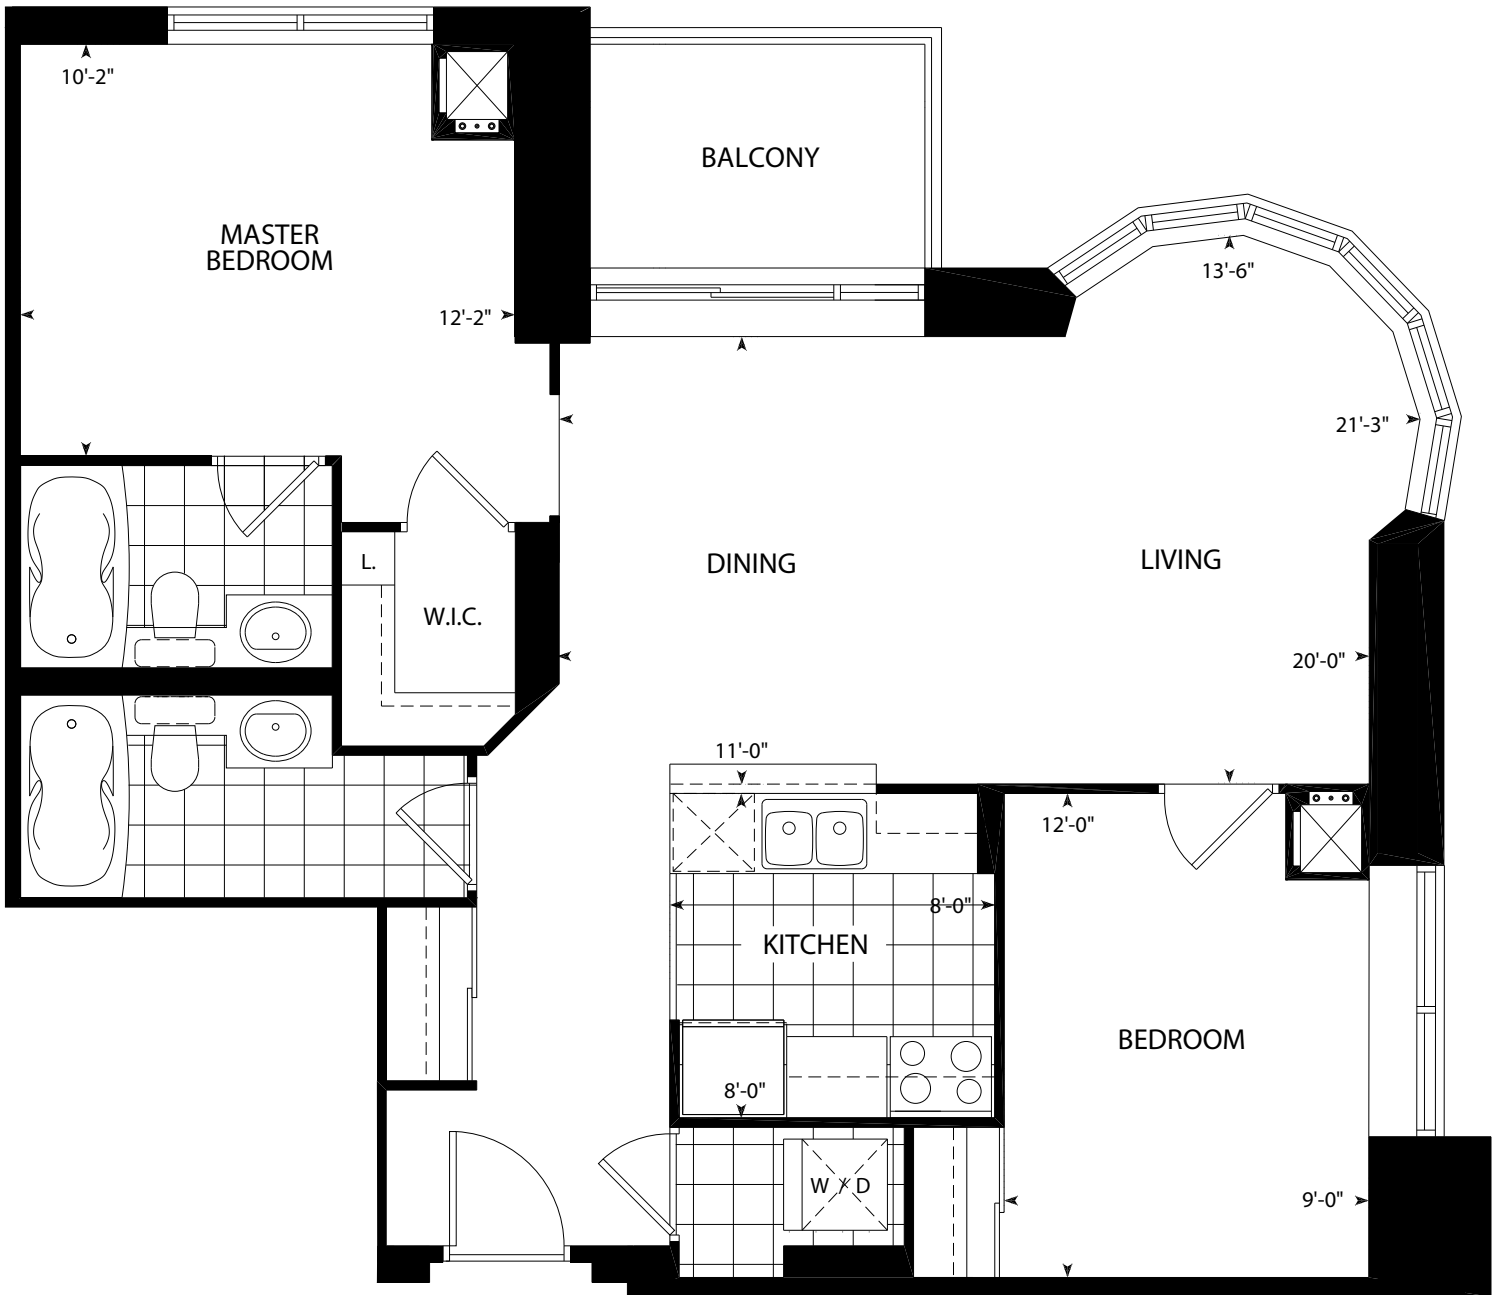 10'-2"
BALCONY
MASTER
BEDROOM
13'-6"
12'-2"
21'-3"
L.
DINING
LIVING
W.I.C.
20'-0"
11'-0"
12'-0"
8'-0"
KITCHEN
BEDROOM
8'-0"
W / D
9'-0"